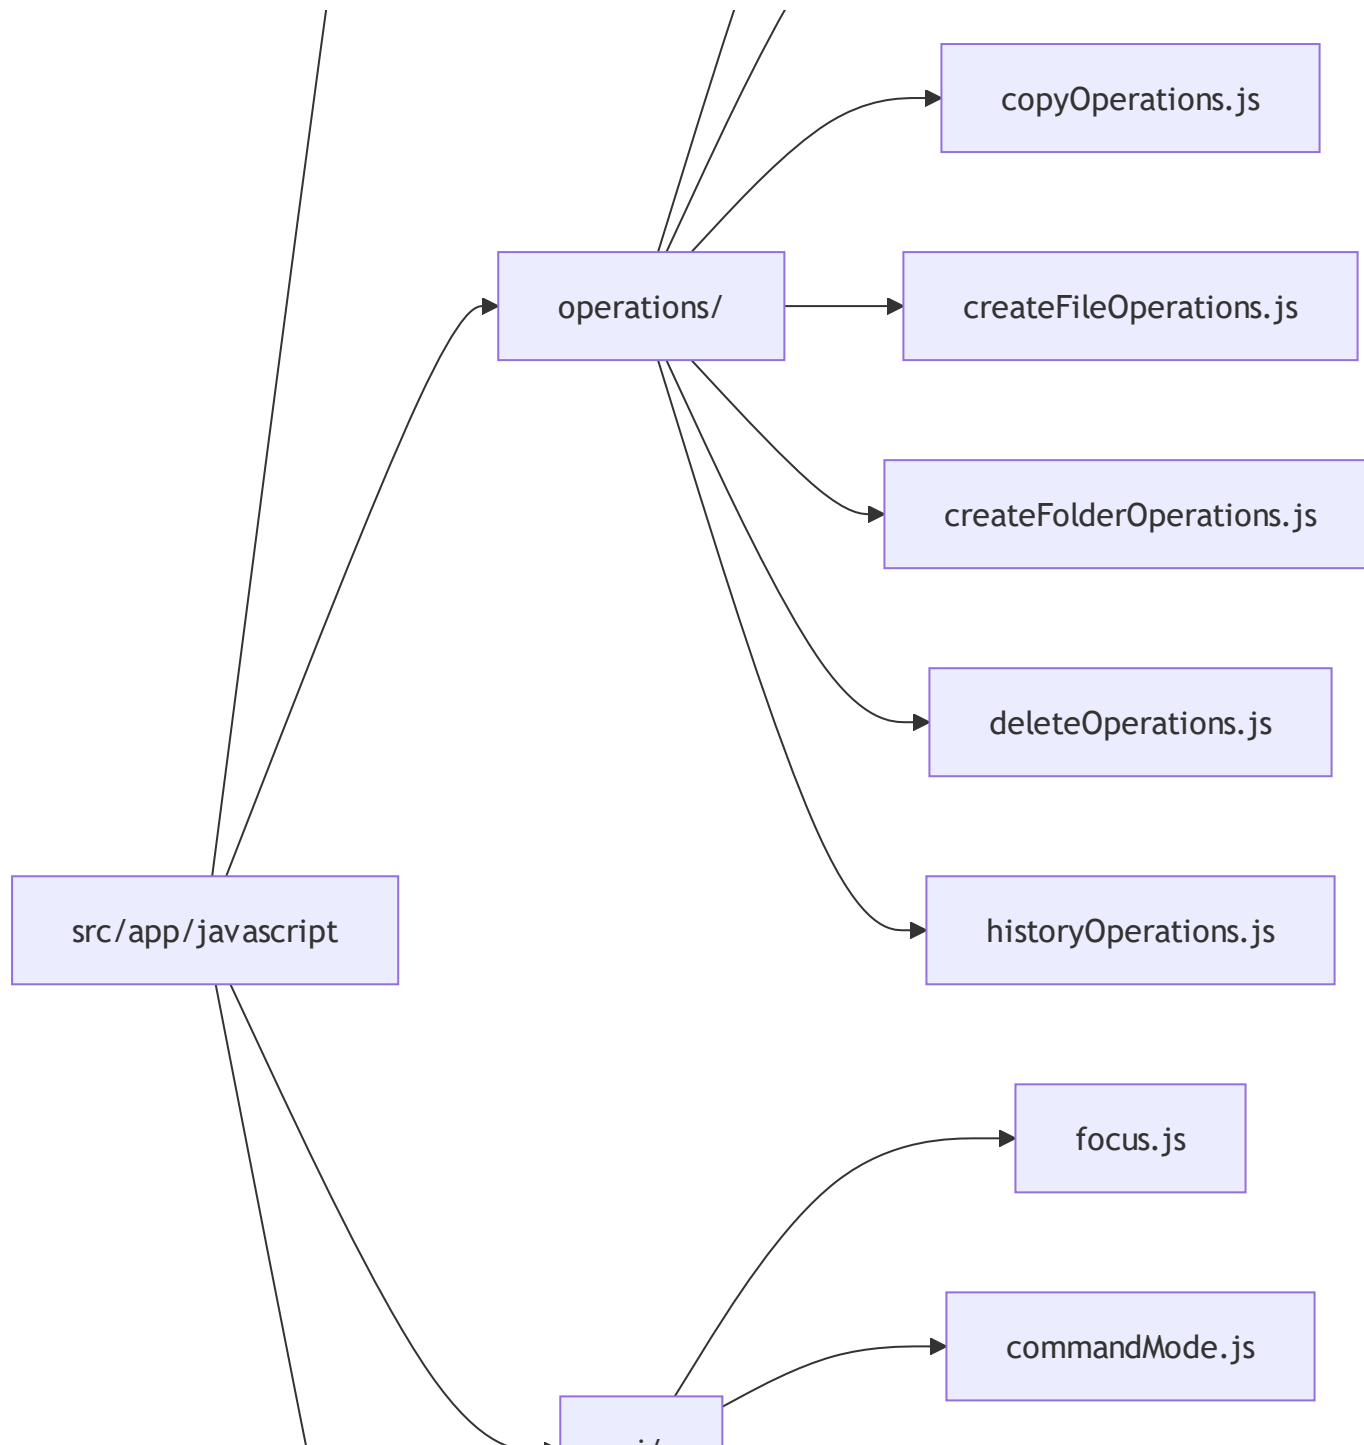 copyOperations.js
operations/
createFileOperations.js
createFolderOperations.js
deleteOperations.js
src/app/javascript
historyOperations.js
focus.js
commandMode.js